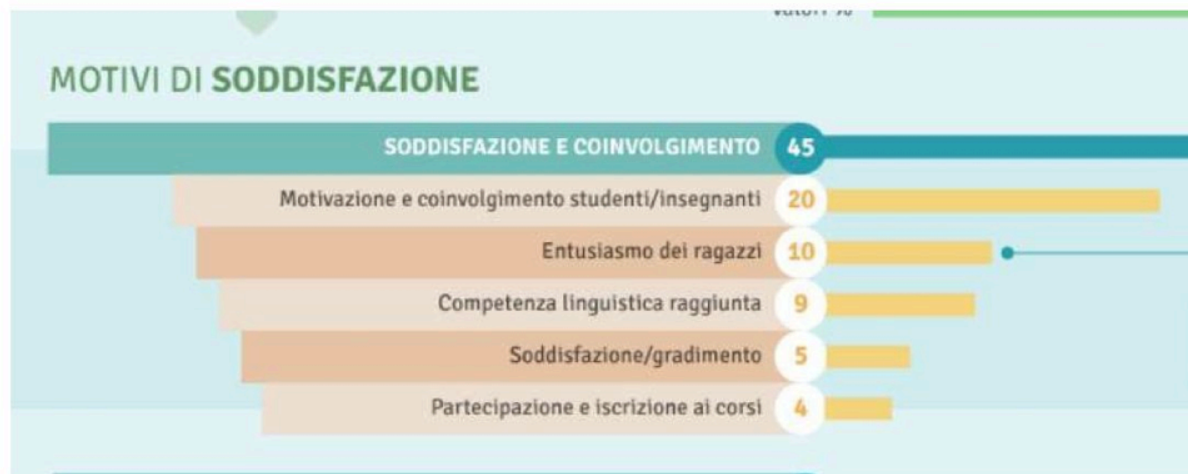 valori %
MOTIVI DI SODDISFAZIONE
SODDISFAZIONE E COINVOLGIMENTO 45
Motivazione e coinvolgimento studenti/insegnanti 20
Entusiasmo dei ragazzi 10
Competenza linguistica raggiunta 9
Soddisfazione/gradimento 5
Partecipazione e iscrizione ai corsi 4